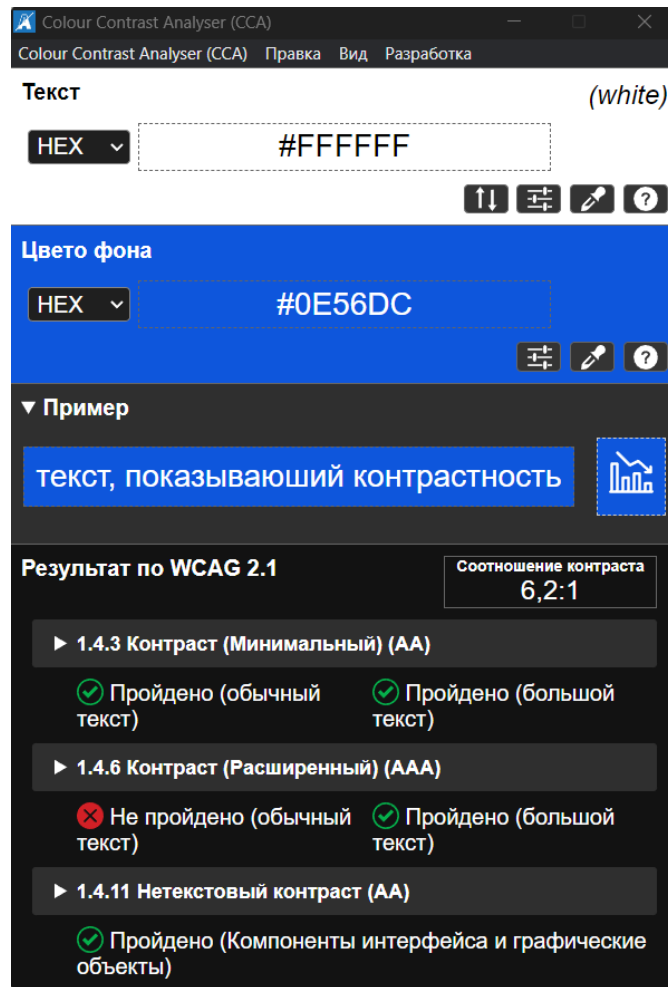 Colour Contrast Analyser (CCA)
Colour Contrast Analyser (CCA) Правка Вид Разработка
Текст (white)
HEX #FFFFFF
Цвето фона
HEX #0E56DC
Пример
текст, показываюший контрастность
Результат по WCAG 2.1 Соотношение контраста
6,2:1
1.4.3 Контраст (Минимальный) (AA)
Пройдено (обычный Пройдено (большой
текст) текст)
1.4.6 Контраст (Расширенный) (AAA)
Не пройдено (обычный Пройдено (большой
текст) текст)
1.4.11 Нетекстовый контраст (AA)
Пройдено (Компоненты интерфейса и графические
объекты)